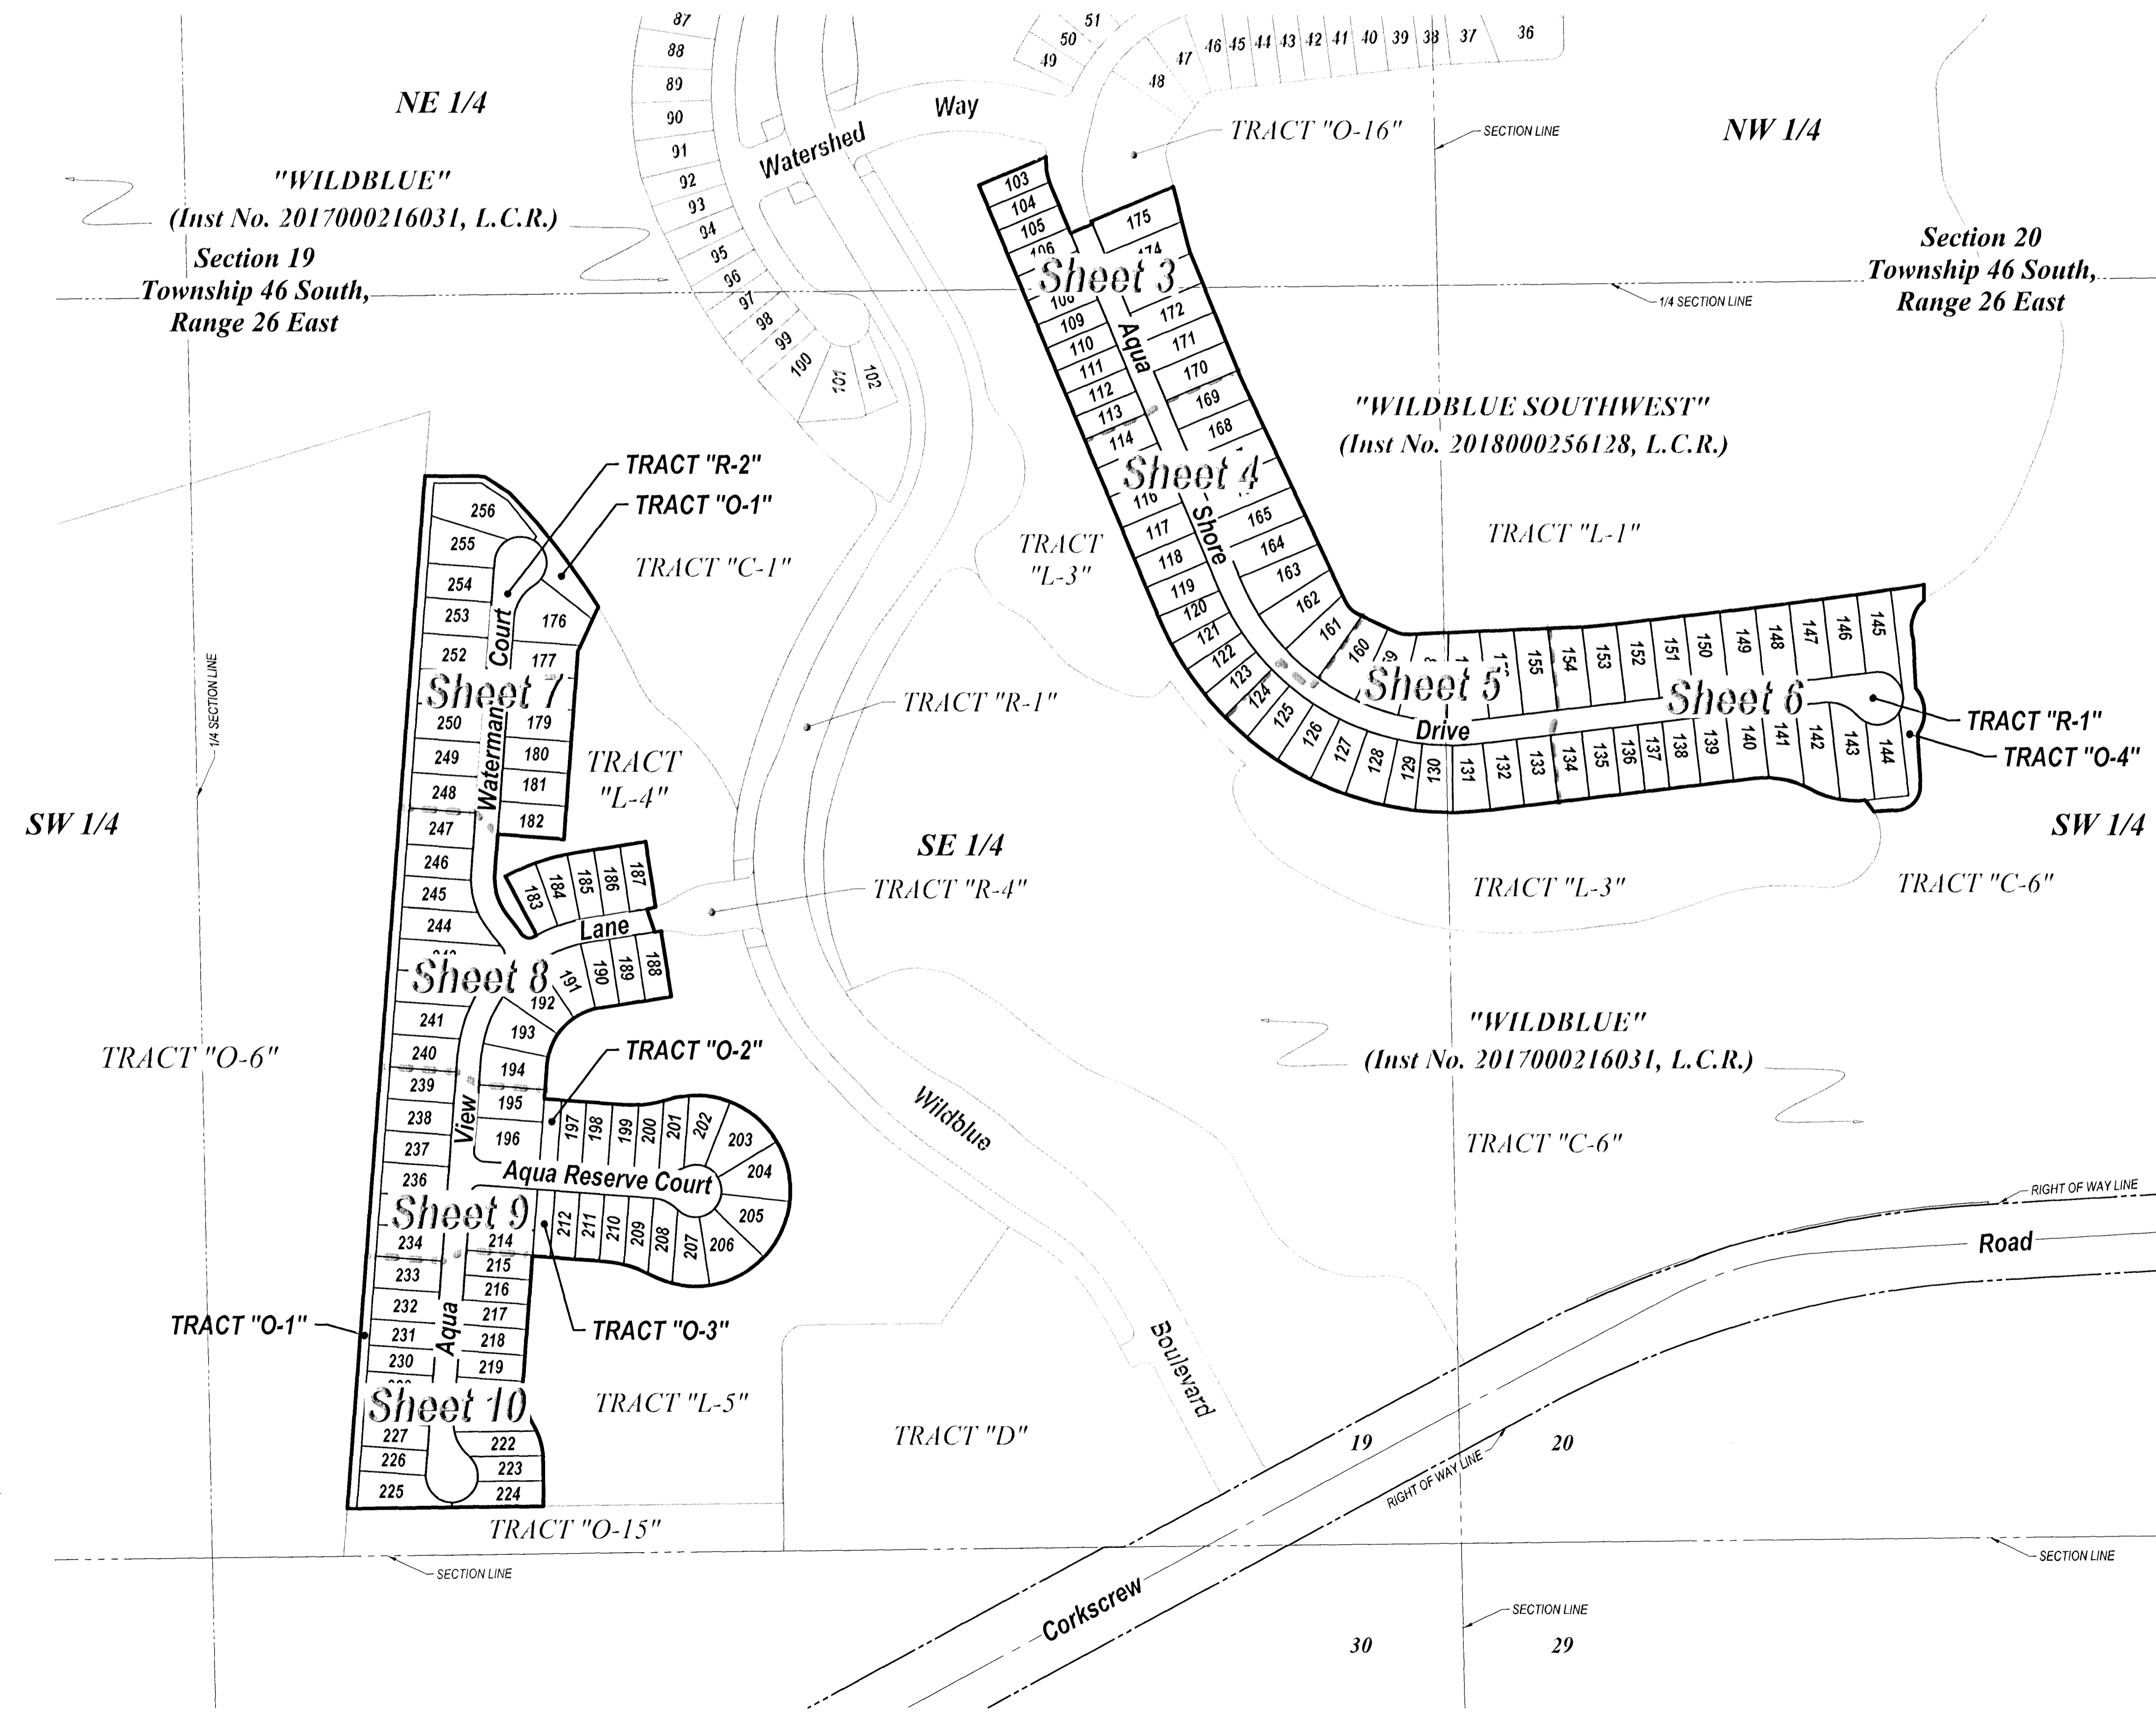 87
88
89
90
91
92
93
94
95
96
97
98
99
100
101
102
51
50
49
48
47
46
45
44
43
42
41
40
39
38
37
36
NE 1/4
Way
Watershed
TRACT "O-16"
SECTION LINE
NW 1/4
"WILDBLUE"
(Inst No. 2017000216031, L.C.R.)
Section 19
Township 46 South,
Range 26 East
Section 20
Township 46 South,
Range 26 East
1/4 SECTION LINE
103
104
105
106
Sheet 3
108
109
110
111
112
113
114
175
174
172
171
170
169
168
Aqua
"WILDBLUE SOUTHWEST"
(Inst No. 2018000256128, L.C.R.)
TRACT "L-1"
Sheet 4
116
117
118
119
120
121
122
123
124
165
164
163
162
161
160
Shore
TRACT
"L-3"
TRACT "R-2"
TRACT "O-1"
TRACT "C-1"
256
255
254
253
252
176
177
Court
Sheet 7
250
249
248
247
246
245
244
179
180
181
182
Waterman
1/4 SECTION LINE
TRACT
"L-4"
TRACT "R-1"
Sheet 5
155
154
153
152
151
150
149
148
147
146
145
Sheet 6
Drive
125
126
127
128
129
130
131
132
133
134
135
136
137
138
139
140
141
142
143
144
TRACT "R-1"
TRACT "O-4"
SW 1/4
SE 1/4
SW 1/4
TRACT "R-4"
TRACT "L-3"
TRACT "C-6"
183
184
185
186
187
Lane
188
189
190
191
192
193
194
Sheet 8
241
240
239
238
237
236
TRACT "O-6"
TRACT "O-2"
"WILDBLUE"
(Inst No. 2017000216031, L.C.R.)
TRACT "C-6"
195
196
View
197
198
199
200
201
202
203
204
205
206
207
208
209
210
211
212
Aqua Reserve Court
Sheet 9
234
233
232
231
230
214
215
216
217
218
219
Aqua
TRACT "O-1"
TRACT "O-3"
Wildblue
Boulevard
RIGHT OF WAY LINE
Road
Sheet 10
227
226
225
222
223
224
TRACT "L-5"
TRACT "D"
TRACT "O-15"
19
20
RIGHT OF WAY LINE
SECTION LINE
SECTION LINE
Corkscrew
SECTION LINE
30
29